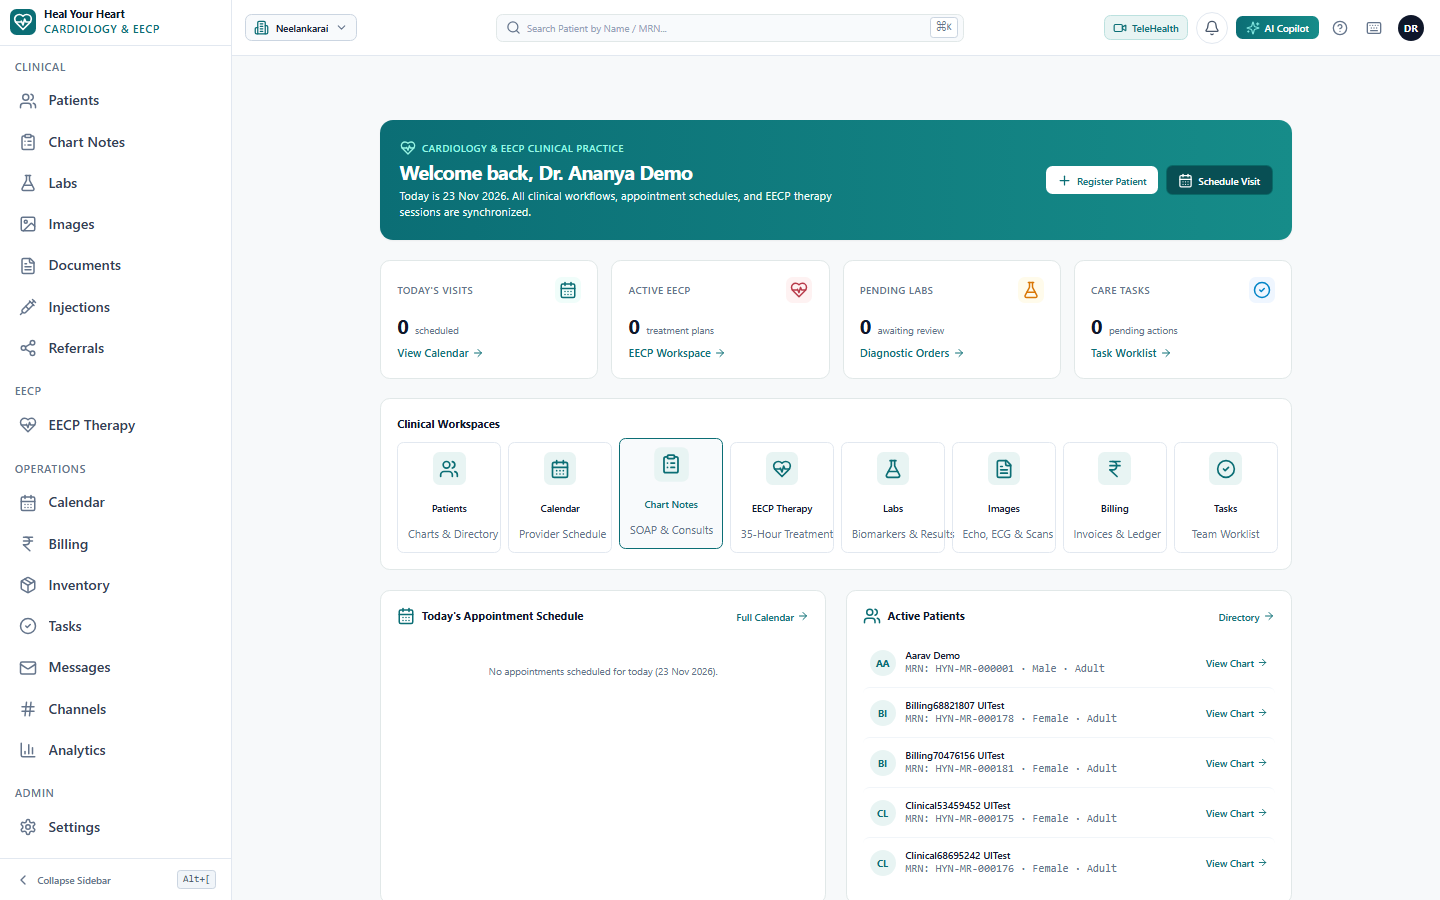 Heal Your Heart
CARDIOLOGY & EECP
CLINICAL
Patients
Chart Notes
Labs
Images
Documents
Injections
Referrals
EECP
EECP Therapy
OPERATIONS
Calendar
Billing
Inventory
Tasks
Messages
Channels
Analytics
ADMIN
Settings
Collapse Sidebar Alt+[
Neelankarai
Search Patient by Name / MRN... ⌘K
TeleHealth
AI Copilot
DR
CARDIOLOGY & EECP CLINICAL PRACTICE
Welcome back, Dr. Ananya Demo
Today is 23 Nov 2026. All clinical workflows, appointment schedules, and EECP therapy
sessions are synchronized.
Register Patient
Schedule Visit
TODAY'S VISITS
0 scheduled
View Calendar →
ACTIVE EECP
0 treatment plans
EECP Workspace →
PENDING LABS
0 awaiting review
Diagnostic Orders →
CARE TASKS
0 pending actions
Task Worklist →
Clinical Workspaces
Patients
Charts & Directory
Calendar
Provider Schedule
Chart Notes
SOAP & Consults
EECP Therapy
35-Hour Treatment
Labs
Biomarkers & Results
Images
Echo, ECG & Scans
Billing
Invoices & Ledger
Tasks
Team Worklist
Today's Appointment Schedule
Full Calendar →
No appointments scheduled for today (23 Nov 2026).
Active Patients
Directory →
AA
Aarav Demo
MRN: HYN-MR-000001 · Male · Adult
View Chart →
BI
Billing68821807 UITest
MRN: HYN-MR-000178 · Female · Adult
View Chart →
BI
Billing70476156 UITest
MRN: HYN-MR-000181 · Female · Adult
View Chart →
CL
Clinical53459452 UITest
MRN: HYN-MR-000175 · Female · Adult
View Chart →
CL
Clinical68695242 UITest
MRN: HYN-MR-000176 · Female · Adult
View Chart →